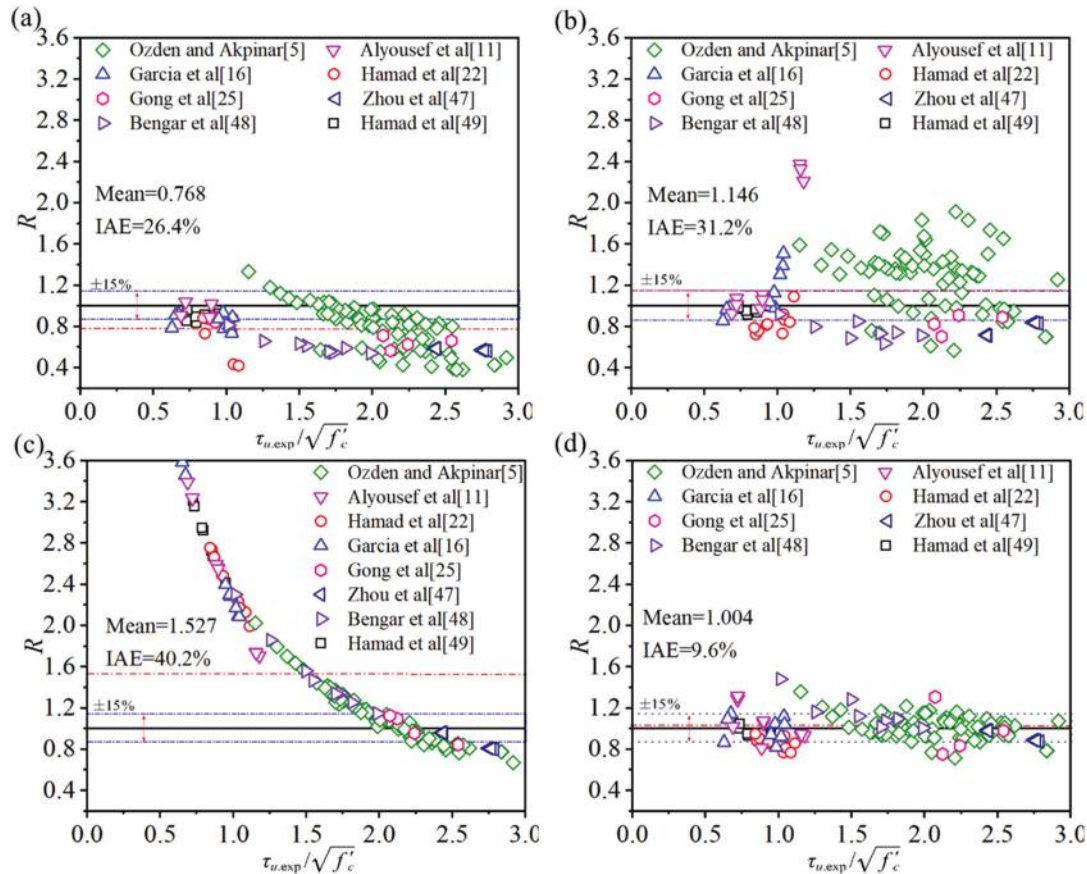 (a)
3.6
3.2
2.8
2.4
2.0
1.6
1.2
0.8
0.4
R
Ozden and Akpinar[5]
Alyousef et al[11]
Garcia et al[16]
Hamad et al[22]
Gong et al[25]
Zhou et al[47]
Bengar et al[48]
Hamad et al[49]
Mean=0.768
IAE=26.4%
±15%
0.0 0.5 1.0 1.5 2.0 2.5 3.0
τu.exp/√f′c
(b)
3.6
3.2
2.8
2.4
2.0
1.6
1.2
0.8
0.4
R
Ozden and Akpinar[5]
Alyousef et al[11]
Garcia et al[16]
Hamad et al[22]
Gong et al[25]
Zhou et al[47]
Bengar et al[48]
Hamad et al[49]
Mean=1.146
IAE=31.2%
±15%
0.0 0.5 1.0 1.5 2.0 2.5 3.0
τu.exp/√f′c
(c)
3.6
3.2
2.8
2.4
2.0
1.6
1.2
0.8
0.4
R
Ozden and Akpinar[5]
Alyousef et al[11]
Hamad et al[22]
Garcia et al[16]
Gong et al[25]
Zhou et al[47]
Bengar et al[48]
Hamad et al[49]
Mean=1.527
IAE=40.2%
±15%
0.0 0.5 1.0 1.5 2.0 2.5 3.0
τu.exp/√f′c
(d)
3.6
3.2
2.8
2.4
2.0
1.6
1.2
0.8
0.4
R
Ozden and Akpinar[5]
Alyousef et al[11]
Garcia et al[16]
Hamad et al[22]
Gong et al[25]
Zhou et al[47]
Bengar et al[48]
Hamad et al[49]
Mean=1.004
IAE=9.6%
±15%
0.0 0.5 1.0 1.5 2.0 2.5 3.0
τu.exp/√f′c